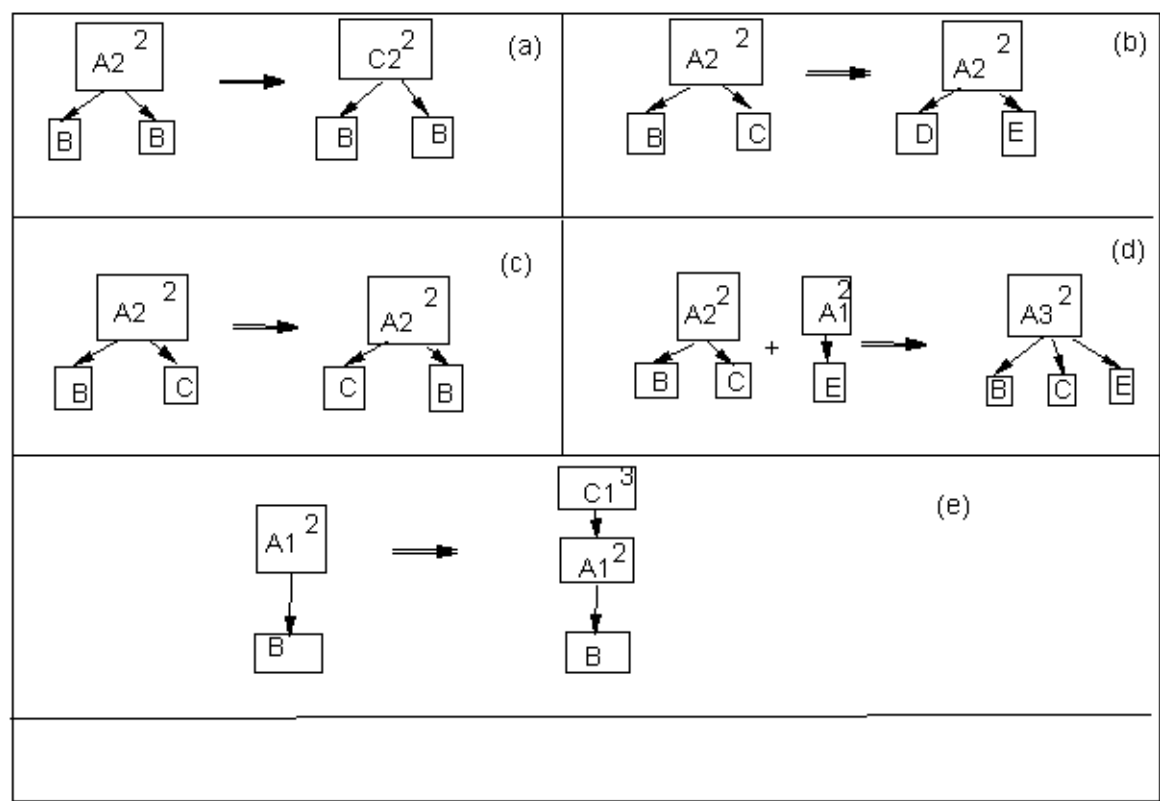 A2 2
C2 2
(a)
B B
B B
A2 2
A2 2
(b)
B C
D E
A2 2
A2 2
(c)
B C
C B
A2 2
+
A1 2
A3 2
(d)
B C
E
B C E
A1 2
B
C1 3
A1 2
B
(e)